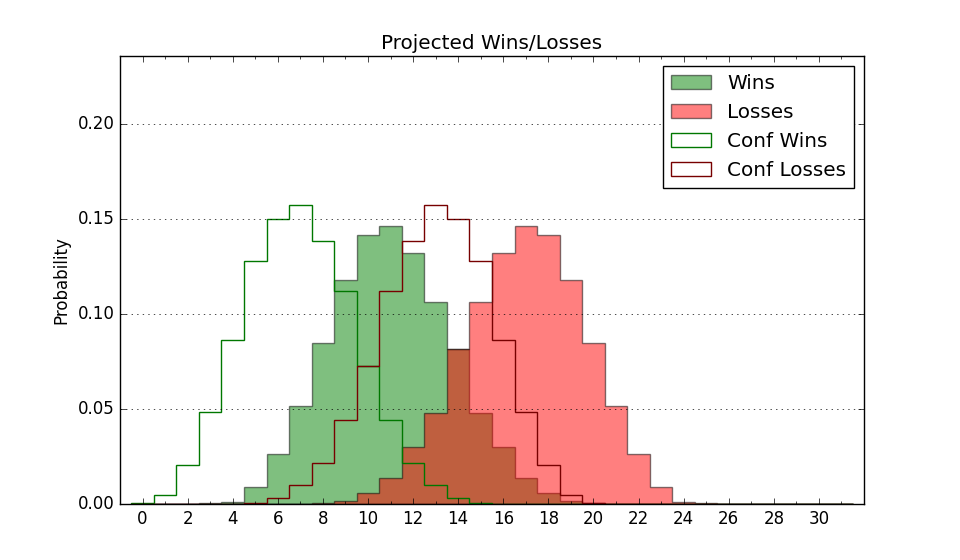 Projected Wins/Losses
Wins
Losses
Conf Wins
Conf Losses
Probability
0.20
0.15
0.10
0.05
0.00
0 2 4 6 8 10 12 14 16 18 20 22 24 26 28 30